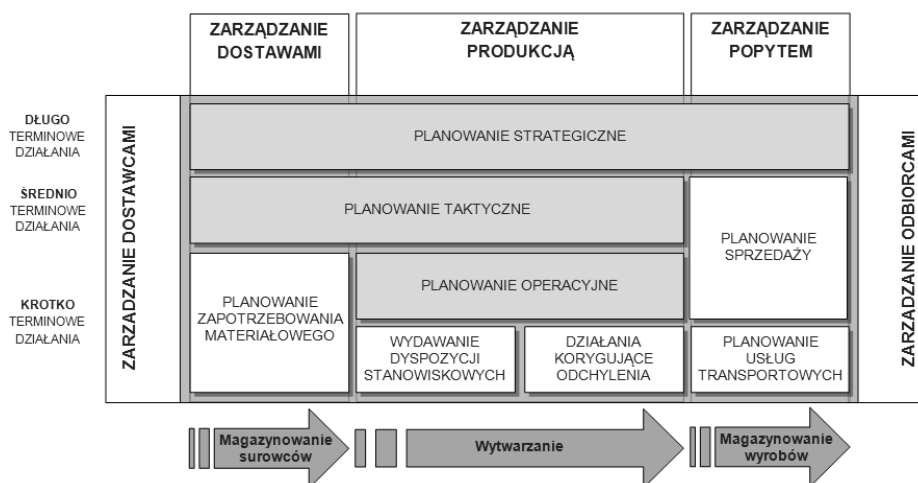 ZARZĄDZANIE
DOSTAWAMI
ZARZĄDZANIE
PRODUKCJĄ
ZARZĄDZANIE
POPYTEM
DŁUGO
TERMINOWE
DZIAŁANIA
ŚREDNIO
TERMINOWE
DZIAŁANIA
KROTKO
TERMINOWE
DZIAŁANIA
ZARZĄDZANIE DOSTAWCAMI
PLANOWANIE STRATEGICZNE
PLANOWANIE TAKTYCZNE
PLANOWANIE
SPRZEDAŻY
PLANOWANIE
ZAPOTRZEBOWANIA
MATERIAŁOWEGO
PLANOWANIE OPERACYJNE
WYDAWANIE
DYSPOZYCJI
STANOWISKOWYCH
DZIAŁANIA
KORYGUJĄCE
ODCHYLENIA
PLANOWANIE
USŁUG
TRANSPORTOWYCH
ZARZĄDZANIE ODBIORCAMI
Magazynowanie
surowców
Wytwarzanie
Magazynowanie
wyrobów